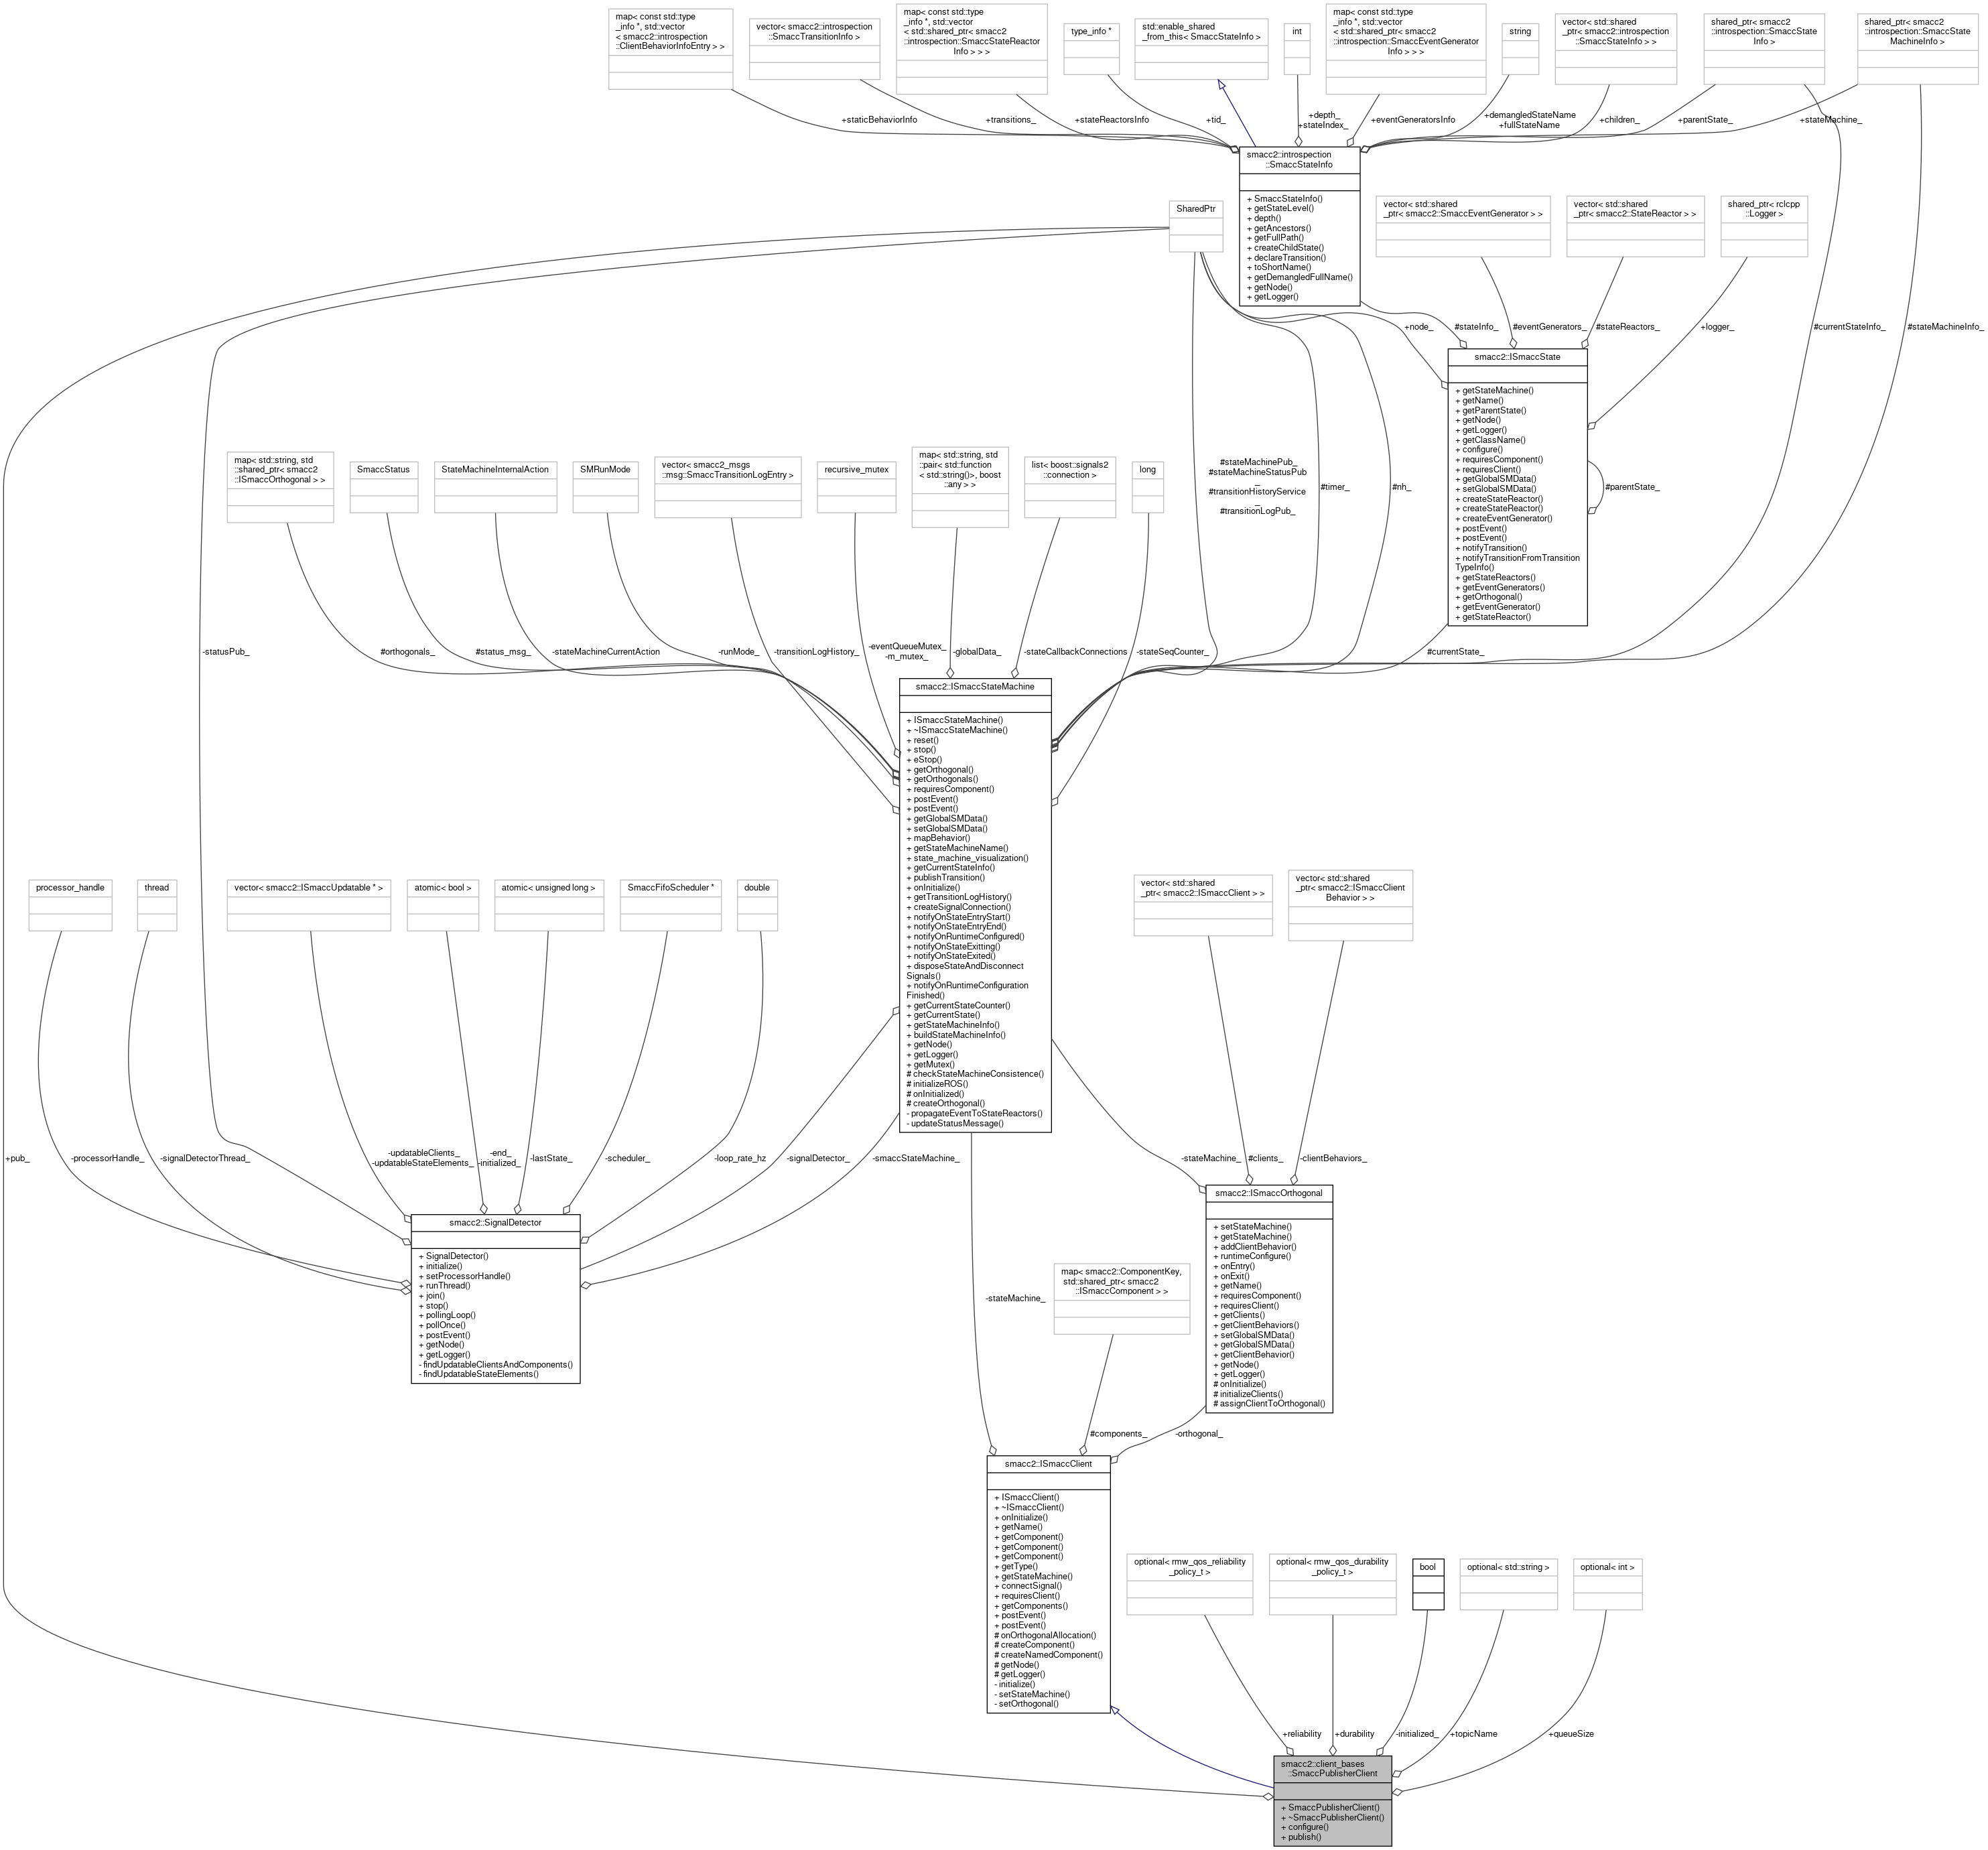 map< const std::type
_info *, std::vector
< smacc2::introspection
::ClientBehaviorInfoEntry > >
vector< smacc2::introspection
::SmaccTransitionInfo >
map< const std::type
_info *, std::vector
< std::shared_ptr< smacc2
::introspection::SmaccStateReactor
Info > > >
type_info *
std::enable_shared
_from_this< SmaccStateInfo >
int
map< const std::type
_info *, std::vector
< std::shared_ptr< smacc2
::introspection::SmaccEventGenerator
Info > > >
string
vector< std::shared
_ptr< smacc2::introspection
::SmaccStateInfo > >
shared_ptr< smacc2
::introspection::SmaccState
Info >
shared_ptr< smacc2
::introspection::SmaccState
MachineInfo >
+staticBehaviorInfo
+transitions_
+stateReactorsInfo
+tid_
+depth_
+stateIndex_
+eventGeneratorsInfo
+demangledStateName
+fullStateName
+children_
+parentState_
+stateMachine_
smacc2::introspection
::SmaccStateInfo
+ SmaccStateInfo()
+ getStateLevel()
+ depth()
+ getAncestors()
+ getFullPath()
+ createChildState()
+ declareTransition()
+ toShortName()
+ getDemangledFullName()
+ getNode()
+ getLogger()
SharedPtr
vector< std::shared
_ptr< smacc2::SmaccEventGenerator > >
vector< std::shared
_ptr< smacc2::StateReactor > >
shared_ptr< rclcpp
::Logger >
+node_
#stateInfo_
#eventGenerators_
#stateReactors_
+logger_
#currentStateInfo_
#stateMachineInfo_
smacc2::ISmaccState
+ getStateMachine()
+ getName()
+ getParentState()
+ getNode()
+ getLogger()
+ getClassName()
+ configure()
+ requiresComponent()
+ requiresClient()
+ getGlobalSMData()
+ setGlobalSMData()
+ createStateReactor()
+ createStateReactor()
+ createEventGenerator()
+ postEvent()
+ postEvent()
+ notifyTransition()
+ notifyTransitionFromTransition
TypeInfo()
+ getStateReactors()
+ getEventGenerators()
+ getOrthogonal()
+ getEventGenerator()
+ getStateReactor()
#parentState_
map< std::string, std
::shared_ptr< smacc2
::ISmaccOrthogonal > >
SmaccStatus
StateMachineInternalAction
SMRunMode
vector< smacc2_msgs
::msg::SmaccTransitionLogEntry >
recursive_mutex
map< std::string, std
::pair< std::function
< std::string()>, boost
::any > >
list< boost::signals2
::connection >
long
#stateMachinePub_
#stateMachineStatusPub
_
#transitionHistoryService
_
#transitionLogPub_
#timer_
#nh_
-statusPub_
#orthogonals_
#status_msg_
-stateMachineCurrentAction
-runMode_
-transitionLogHistory_
-eventQueueMutex_
-m_mutex_
-globalData_
-stateCallbackConnections
-stateSeqCounter_
#currentState_
smacc2::ISmaccStateMachine
+ ISmaccStateMachine()
+ ~ISmaccStateMachine()
+ reset()
+ stop()
+ eStop()
+ getOrthogonal()
+ getOrthogonals()
+ requiresComponent()
+ postEvent()
+ postEvent()
+ getGlobalSMData()
+ setGlobalSMData()
+ mapBehavior()
+ getStateMachineName()
+ state_machine_visualization()
+ getCurrentStateInfo()
+ publishTransition()
+ onInitialize()
+ getTransitionLogHistory()
+ createSignalConnection()
+ notifyOnStateEntryStart()
+ notifyOnStateEntryEnd()
+ notifyOnRuntimeConfigured()
+ notifyOnStateExitting()
+ notifyOnStateExited()
+ disposeStateAndDisconnect
Signals()
+ notifyOnRuntimeConfiguration
Finished()
+ getCurrentStateCounter()
+ getCurrentState()
+ getStateMachineInfo()
+ buildStateMachineInfo()
+ getNode()
+ getLogger()
+ getMutex()
# checkStateMachineConsistence()
# initializeROS()
# onInitialized()
# createOrthogonal()
- propagateEventToStateReactors()
- updateStatusMessage()
processor_handle
thread
vector< smacc2::ISmaccUpdatable * >
atomic< bool >
atomic< unsigned long >
SmaccFifoScheduler *
double
vector< std::shared
_ptr< smacc2::ISmaccClient > >
vector< std::shared
_ptr< smacc2::ISmaccClient
Behavior > >
+pub_
-processorHandle_
-signalDetectorThread_
-updatableClients_
-updatableStateElements_
-end_
-initialized_
-lastState_
-scheduler_
-loop_rate_hz
-signalDetector_
-smaccStateMachine_
-stateMachine_
#clients_
-clientBehaviors_
smacc2::SignalDetector
+ SignalDetector()
+ initialize()
+ setProcessorHandle()
+ runThread()
+ join()
+ stop()
+ pollingLoop()
+ pollOnce()
+ postEvent()
+ getNode()
+ getLogger()
- findUpdatableClientsAndComponents()
- findUpdatableStateElements()
smacc2::ISmaccOrthogonal
+ setStateMachine()
+ getStateMachine()
+ addClientBehavior()
+ runtimeConfigure()
+ onEntry()
+ onExit()
+ getName()
+ requiresComponent()
+ requiresClient()
+ getClients()
+ getClientBehaviors()
+ setGlobalSMData()
+ getGlobalSMData()
+ getClientBehavior()
+ getNode()
+ getLogger()
# onInitialize()
# initializeClients()
# assignClientToOrthogonal()
map< smacc2::ComponentKey,
std::shared_ptr< smacc2
::ISmaccComponent > >
-stateMachine_
#components_
-orthogonal_
smacc2::ISmaccClient
+ ISmaccClient()
+ ~ISmaccClient()
+ onInitialize()
+ getName()
+ getComponent()
+ getComponent()
+ getComponent()
+ getType()
+ getStateMachine()
+ connectSignal()
+ requiresClient()
+ getComponents()
+ postEvent()
+ postEvent()
# onOrthogonalAllocation()
# createComponent()
# createNamedComponent()
# getNode()
# getLogger()
- initialize()
- setStateMachine()
- setOrthogonal()
optional< rmw_qos_reliability
_policy_t >
optional< rmw_qos_durability
_policy_t >
bool
optional< std::string >
optional< int >
+reliability
+durability
-initialized_
+topicName
+queueSize
smacc2::client_bases
::SmaccPublisherClient
+ SmaccPublisherClient()
+ ~SmaccPublisherClient()
+ configure()
+ publish()